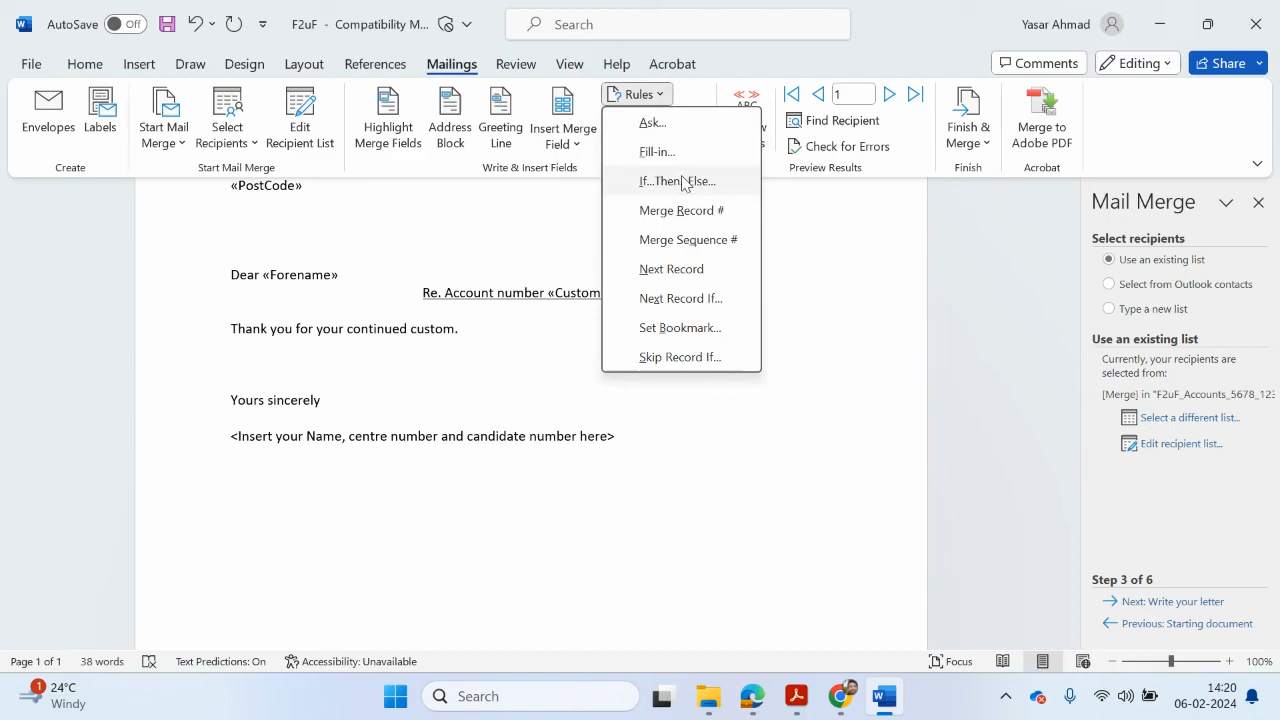 AutoSave Off F2uF - Compatibility M... Search Yasar Ahmad
File Home Insert Draw Design Layout References Mailings Review View Help Acrobat Comments Editing Share
Envelopes
Labels
Create
Start Mail Merge
Select Recipients
Edit Recipient List
Start Mail Merge
Highlight Merge Fields
Address Block
Greeting Line
Insert Merge Field
Write & Insert Fields
Rules
Ask...
Fill-in...
If...Then...Else...
Merge Record #
Merge Sequence #
Next Record
Next Record If...
Set Bookmark...
Skip Record If...
ABC
1
Find Recipient
Check for Errors
Preview Results
Finish & Merge
Finish
Merge to Adobe PDF
Acrobat
«PostCode»
Dear «Forename»
Re. Account number «Custom
Thank you for your continued custom.
Yours sincerely
<Insert your Name, centre number and candidate number here>
Mail Merge
Select recipients
Use an existing list
Select from Outlook contacts
Type a new list
Use an existing list
Currently, your recipients are
selected from:
[Merge] in "F2uF_Accounts_5678_123
Select a different list...
Edit recipient list...
Step 3 of 6
Next: Write your letter
Previous: Starting document
Page 1 of 1 38 words Text Predictions: On Accessibility: Unavailable Focus 100%
1
24°C
Windy
Search
14:20
06-02-2024